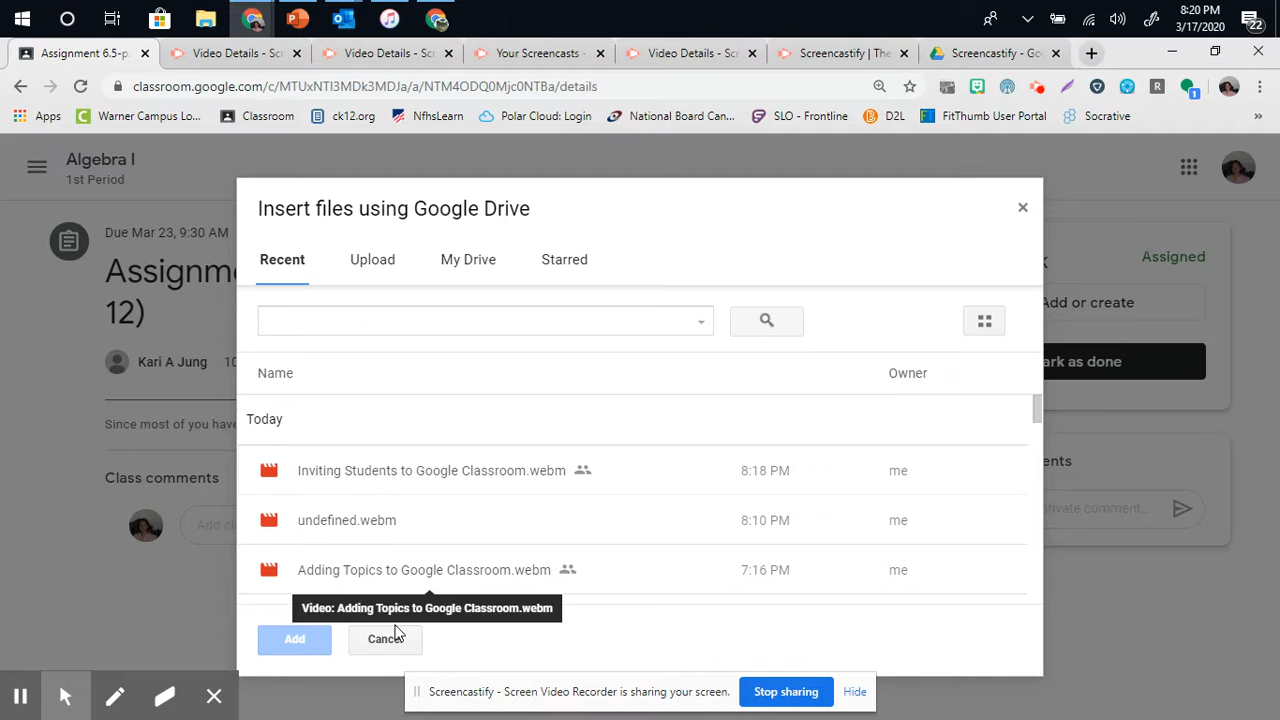 8:20 PM
3/17/2020
22
Assignment 6.5-p
Video Details - Scr
Video Details - Scr
Your Screencasts -
Video Details - Scr
Screencastify | The
Screencastify - Goo
classroom.google.com/c/MTUxNTI3MDk3MDla/a/NTM4ODQ0Mjc0NTBa/details
R
1
Apps
Warner Campus Lo...
Classroom
ck12.org
NfhsLearn
Polar Cloud: Login
National Board Can...
SLO - Frontline
D2L
FitThumb User Portal
Socrative
»
Algebra I
1st Period
Due Mar 23, 9:30 AM
Assignme
12)
Kari A Jung
10
Since most of you have
Class comments
Add cl
Insert files using Google Drive
Recent
Upload
My Drive
Starred
Name
Owner
Today
Inviting Students to Google Classroom.webm
8:18 PM
me
undefined.webm
8:10 PM
me
Adding Topics to Google Classroom.webm
7:16 PM
me
Video: Adding Topics to Google Classroom.webm
Add
Cancel
k
Assigned
Add or create
ark as done
ents
ivate comment...
Screencastify - Screen Video Recorder is sharing your screen.
Stop sharing
Hide